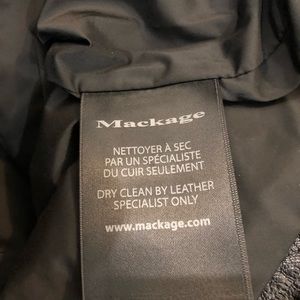 Mackage
NETTOYER À SEC
PAR UN SPÉCIALISTE
DU CUIR SEULEMENT
DRY CLEAN BY LEATHER
SPECIALIST ONLY
www.mackage.com